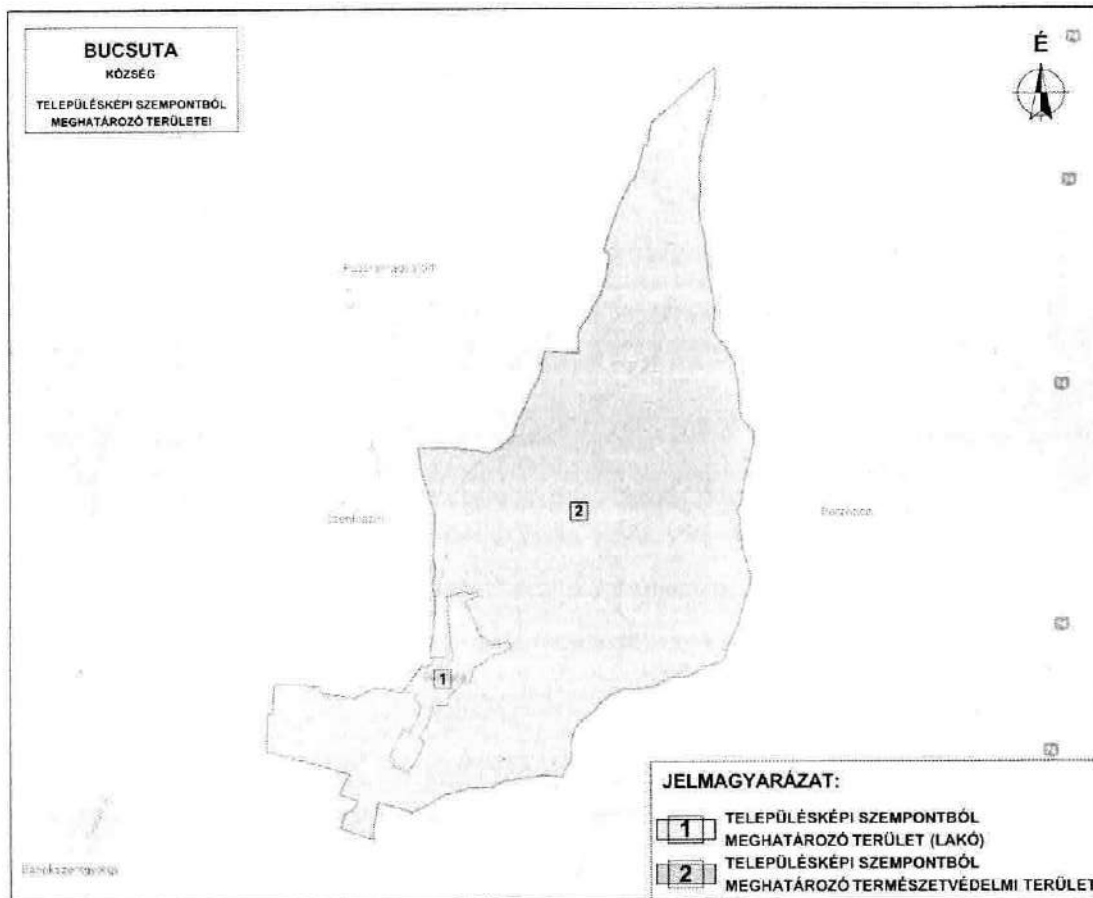 BUCSUTA
KÖZSÉG
TELEPÜLÉSKÉPI SZEMPONTBÓL
MEGHATÁROZÓ TERÜLETEI
É
2
1
JELMAGYARÁZAT:
1 TELEPÜLÉSKÉPI SZEMPONTBÓL
MEGHATÁROZÓ TERÜLET (LAKÓ)
2 TELEPÜLÉSKÉPI SZEMPONTBÓL
MEGHATÁROZÓ TERMÉSZETVÉDELMI TERÜLET